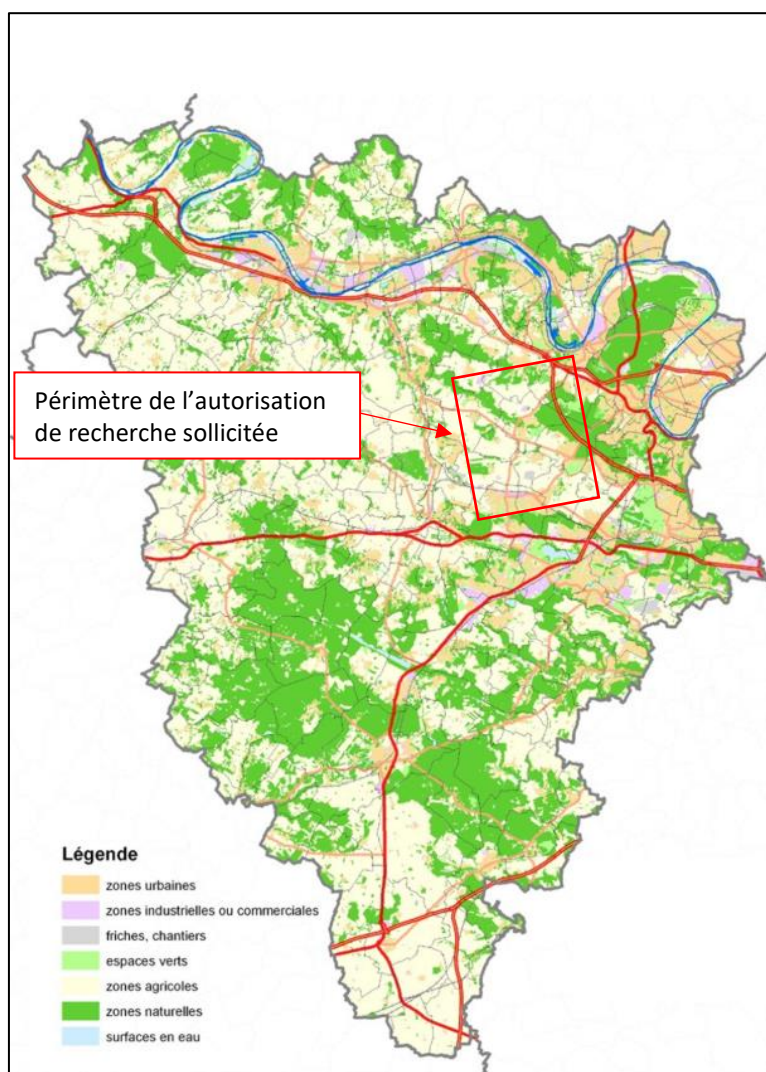 Périmètre de l’autorisation
de recherche sollicitée
Légende
zones urbaines
zones industrielles ou commerciales
friches, chantiers
espaces verts
zones agricoles
zones naturelles
surfaces en eau